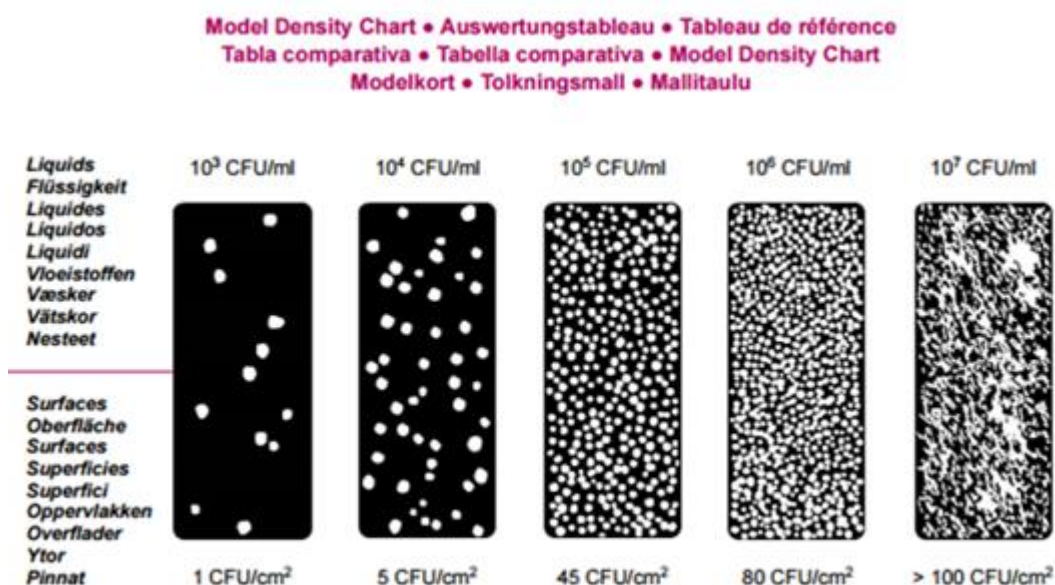 Model Density Chart • Auswertungstableau • Tableau de référence
Tabla comparativa • Tabella comparativa • Model Density Chart
Modelkort • Tolkningsmall • Mallitaulu
Liquids
Flüssigkeit
Liquides
Liquidos
Liquidi
Vloeistoffen
Væsker
Vätskor
Nesteet
10³ CFU/ml 10⁴ CFU/ml 10⁵ CFU/ml 10⁶ CFU/ml 10⁷ CFU/ml
Surfaces
Oberfläche
Surfaces
Superficies
Superfici
Oppervlakken
Overflader
Ytor
Pinnat
1 CFU/cm² 5 CFU/cm² 45 CFU/cm² 80 CFU/cm² > 100 CFU/cm²